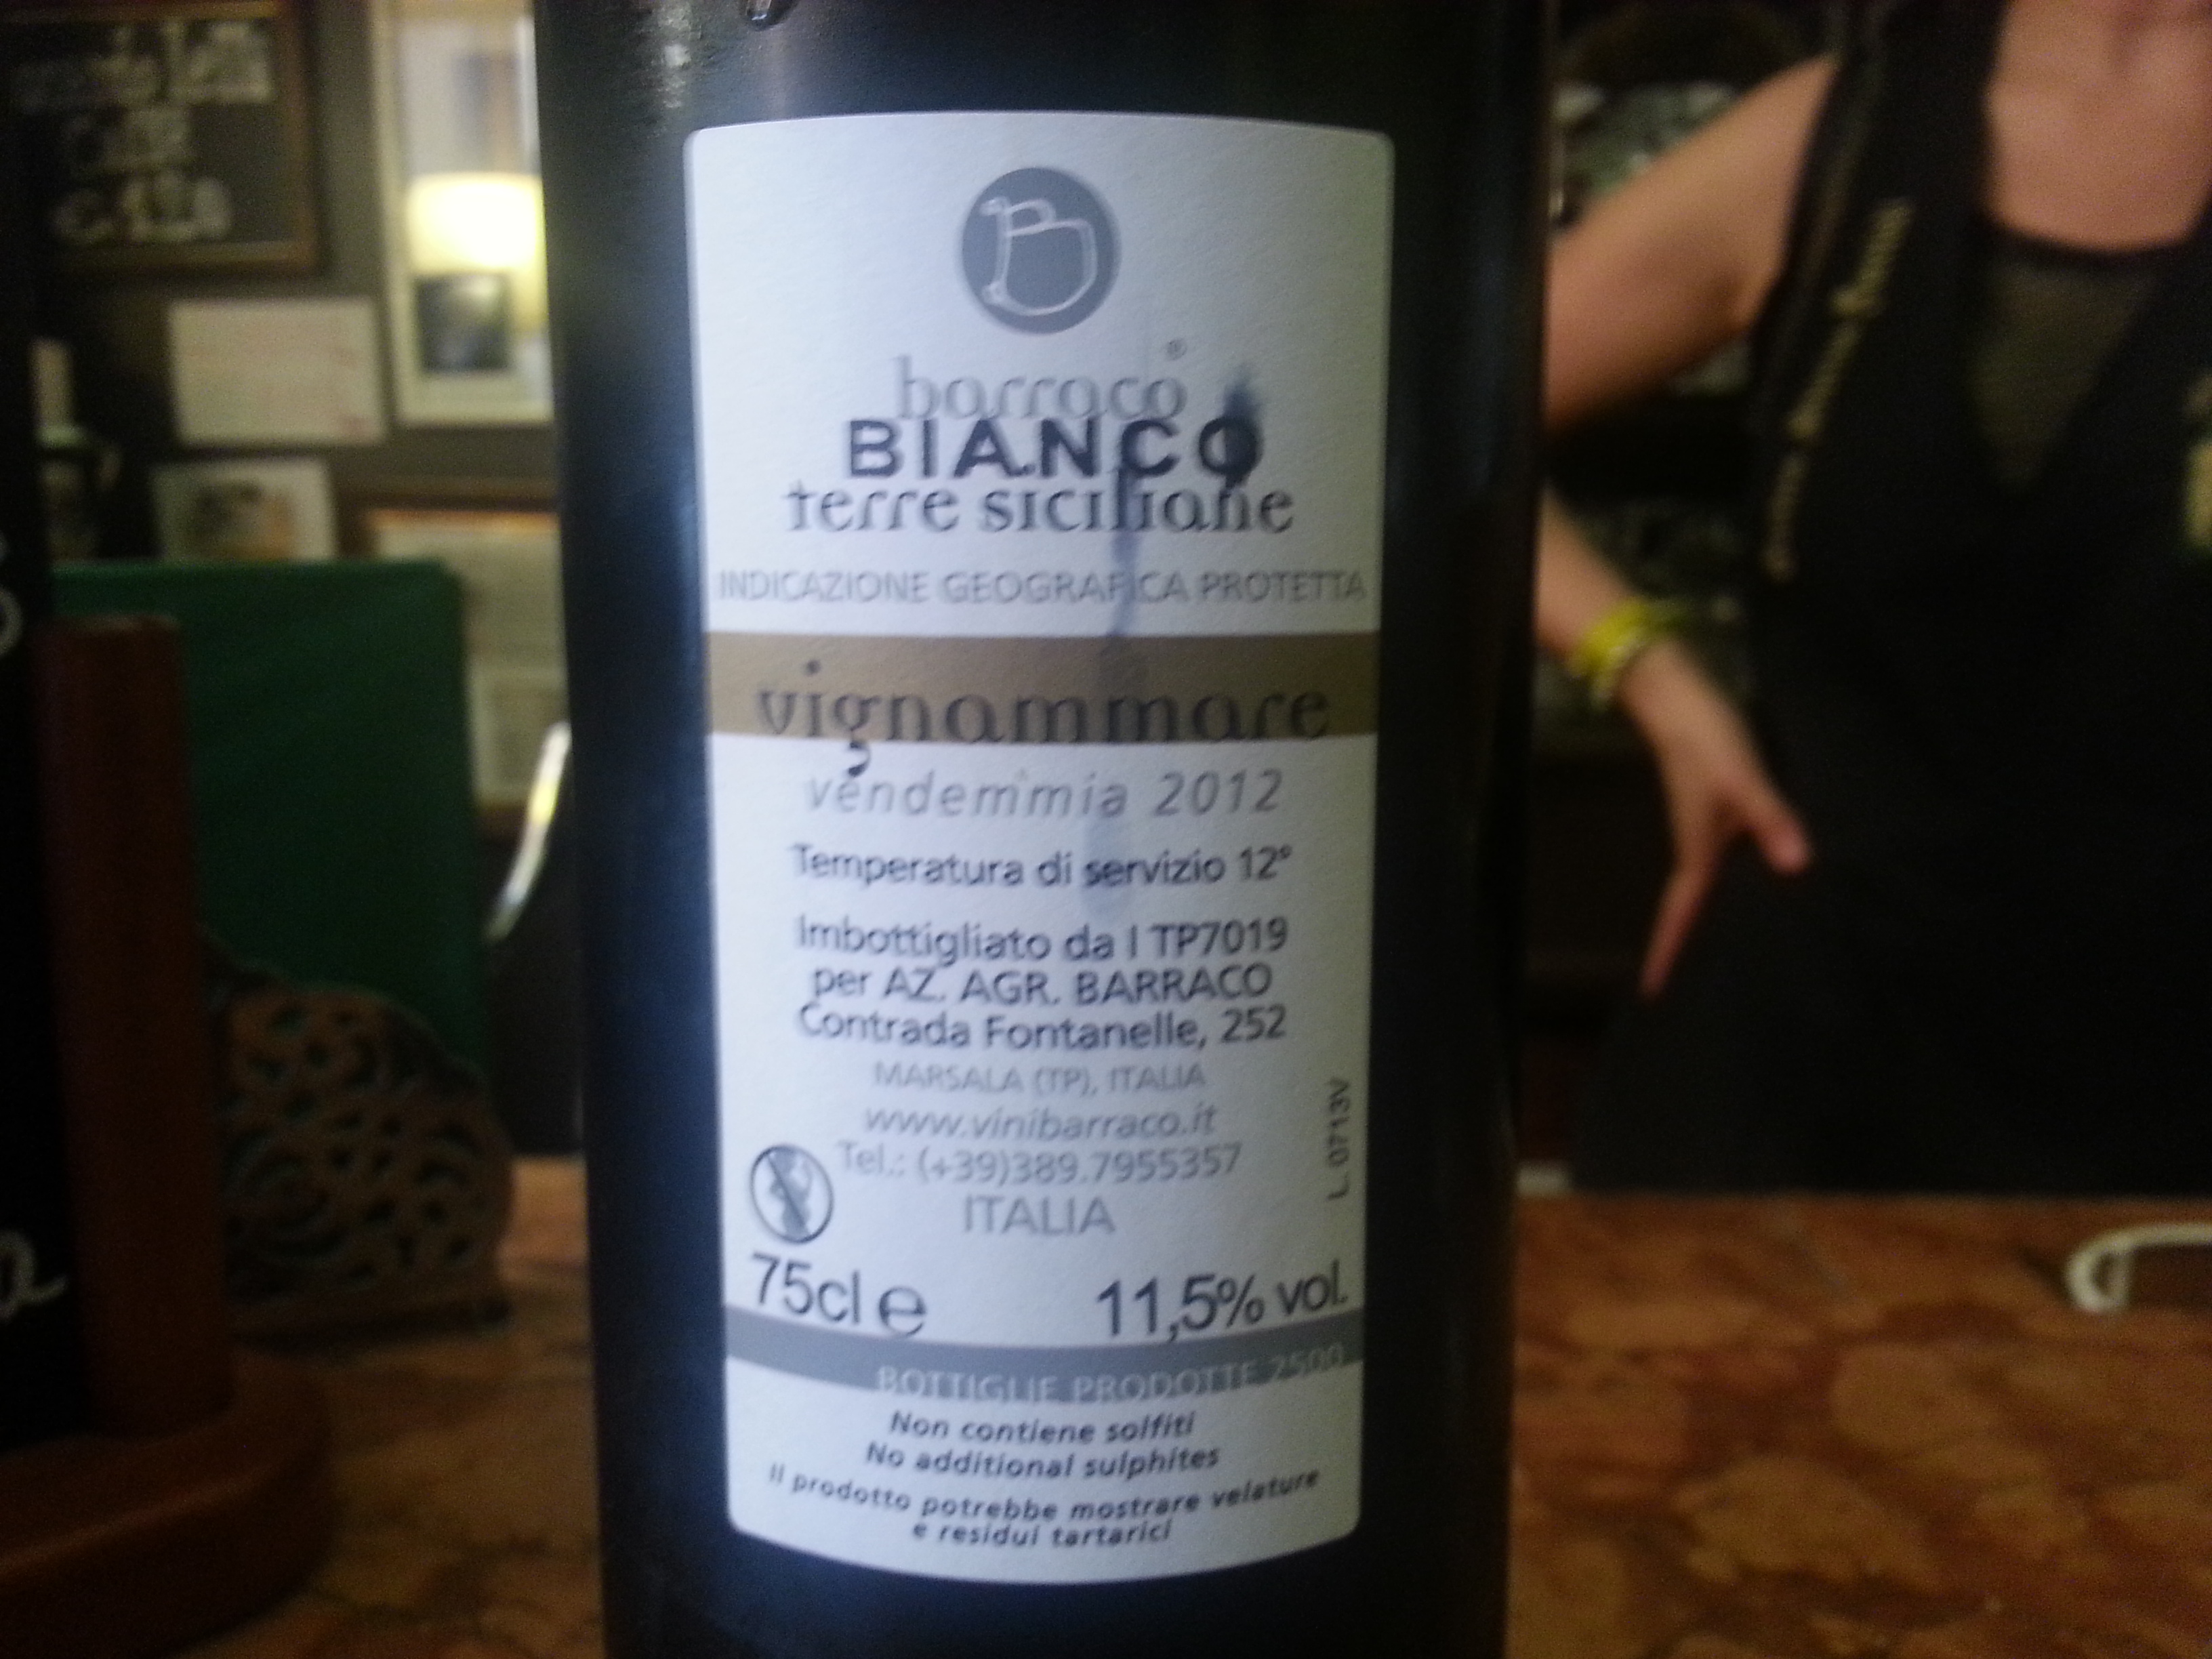 B
barraco
®
BIANCO
terre siciliane
INDICAZIONE GEOGRAFICA PROTETTA
vignammare
vendemmia 2012
Temperatura di servizio 12°
Imbottigliato da I TP7019
per AZ. AGR. BARRACO
Contrada Fontanelle, 252
MARSALA (TP), ITALIA
www.vinibarraco.it
Tel.: (+39)389.7955357
ITALIA
L. 0713V
75cl e 11,5% vol.
BOTTIGLIE PRODOTTE 2500
Non contiene solfiti
No additional sulphites
Il prodotto potrebbe mostrare velature
e residui tartarici